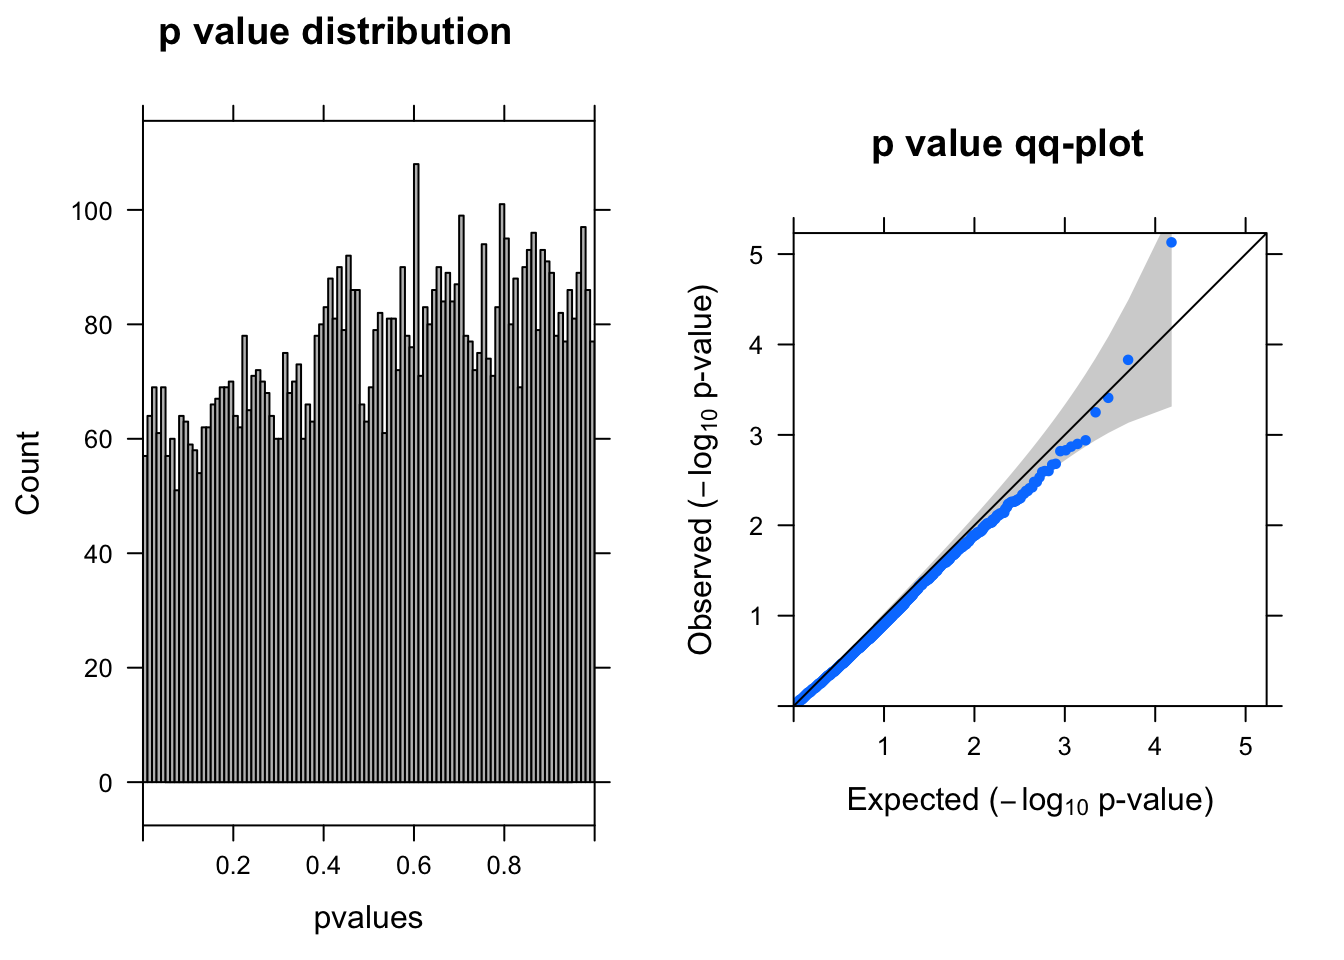 p value distribution
100
80
60
40
20
0
Count
0.2 0.4 0.6 0.8
pvalues
p value qq-plot
5
4
3
2
1
Observed (−log10 p-value)
1 2 3 4 5
Expected (−log10 p-value)